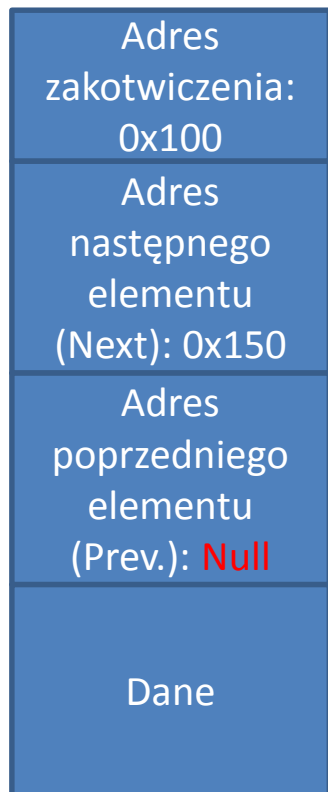 Adres
zakotwiczenia:
0x100
Adres
następnego
elementu
(Next): 0x150
Adres
poprzedniego
elementu
(Prev.): Null
Dane